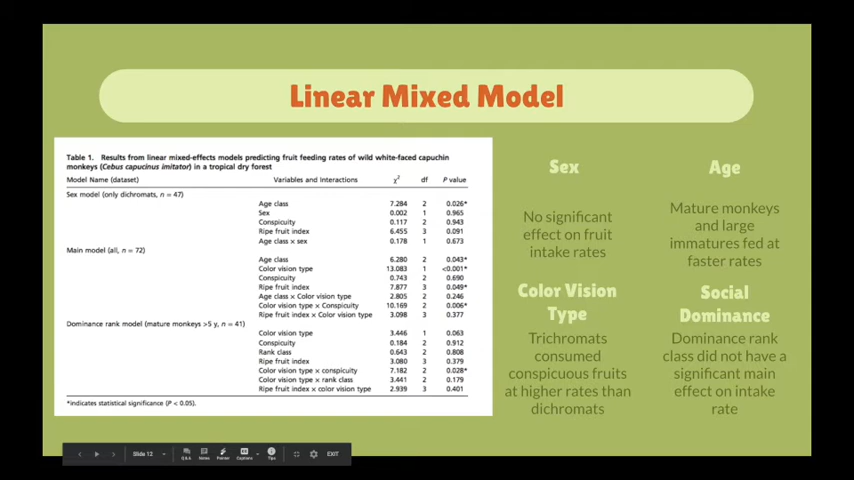 Linear Mixed Model
Table 1. Results from linear mixed-effects models predicting fruit feeding rates of wild white-faced capuchin
monkeys (Cebus capucinus imitator) in a tropical dry forest
Model Name (dataset) Variables and Interactions χ² df P value
Sex model (only dichromats, n = 47)
Age class 7.284 2 0.026*
Sex 0.002 1 0.965
Conspicuity 0.117 2 0.943
Ripe fruit index 6.455 3 0.091
Age class × sex 0.178 1 0.673
Main model (all, n = 72)
Age class 6.280 2 0.043*
Color vision type 13.083 1 <0.001*
Conspicuity 0.743 2 0.690
Ripe fruit index 7.877 3 0.049*
Age class × Color vision type 2.805 2 0.246
Color vision type × Conspicuity 10.169 2 0.006*
Ripe fruit index × Color vision type 3.098 3 0.377
Dominance rank model (mature monkeys >5 y, n = 41)
Color vision type 3.446 1 0.063
Conspicuity 0.184 2 0.912
Rank class 0.643 2 0.808
Ripe fruit index 3.080 3 0.379
Color vision type × conspicuity 7.182 2 0.028*
Color vision type × rank class 3.441 2 0.179
Ripe fruit index × color vision type 2.939 3 0.401
*indicates statistical significance (P < 0.05).
Sex
No significant
effect on fruit
intake rates
Age
Mature monkeys
and large
immatures fed at
faster rates
Color Vision
Type
Trichromats
consumed
conspicuous fruits
at higher rates than
dichromats
Social
Dominance
Dominance rank
class did not have a
significant main
effect on intake
rate
Slide 12
Q & A
Notes
Pointer
Captions
Tips
EXIT